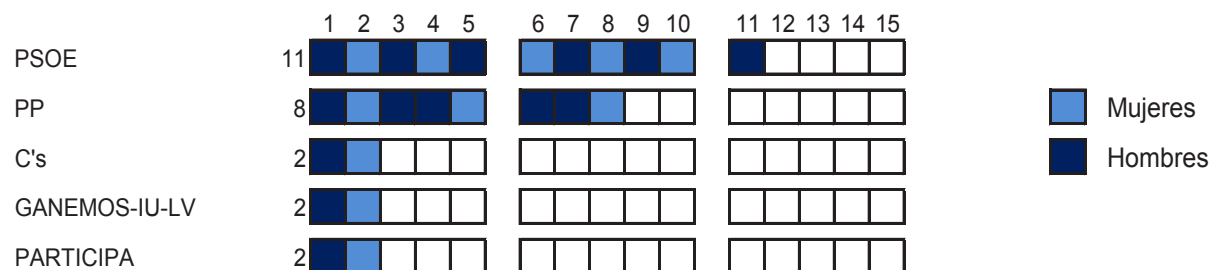 1 2 3 4 5 6 7 8 9 10 11 12 13 14 15
PSOE 11
PP 8
Mujeres
C's 2
Hombres
GANEMOS-IU-LV 2
PARTICIPA 2